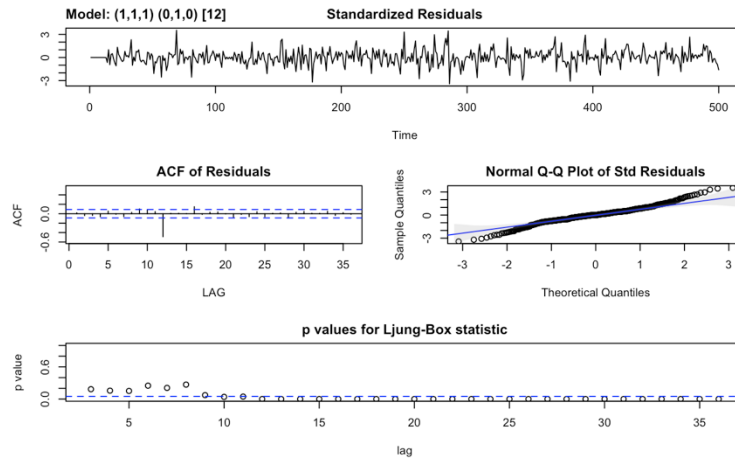 Model: (1,1,1) (0,1,0) [12] Standardized Residuals
3
0
-3
0 100 200 300 400 500
Time
ACF of Residuals
ACF
0.0
-0.6
0 5 10 15 20 25 30 35
LAG
Normal Q-Q Plot of Std Residuals
Sample Quantiles
3
0
-3
-3 -2 -1 0 1 2 3
Theoretical Quantiles
p values for Ljung-Box statistic
p value
0.6
0.0
5 10 15 20 25 30 35
lag